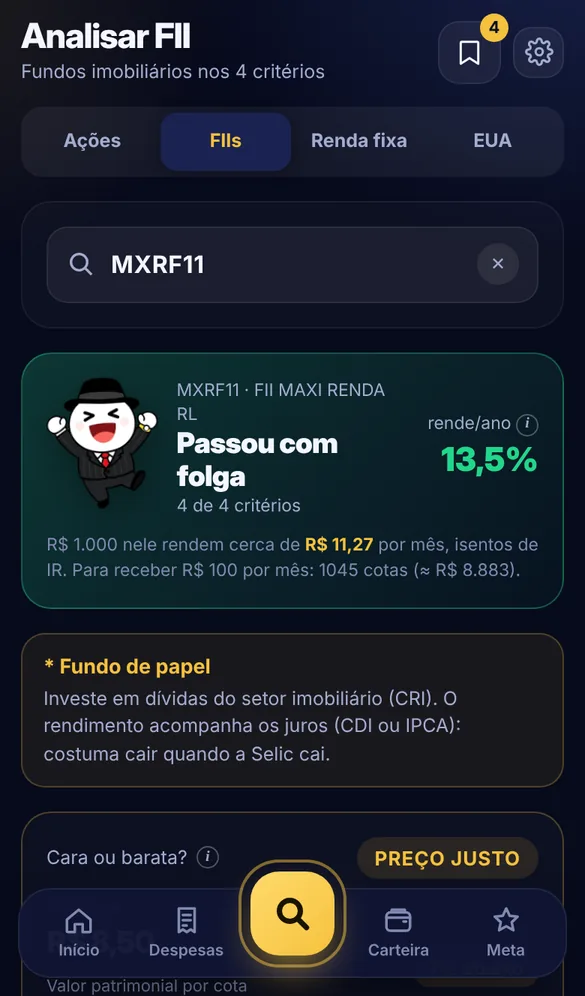 Analisar FII
4
Fundos imobiliários nos 4 critérios
Ações
FIIs
Renda fixa
EUA
MXRF11
MXRF11 · FII MAXI RENDA
RL
Passou com
folga
4 de 4 critérios
rende/ano i
13,5%
R$ 1.000 nele rendem cerca de R$ 11,27 por mês, isentos de
IR. Para receber R$ 100 por mês: 1045 cotas (≈ R$ 8.883).
* Fundo de papel
Investe em dívidas do setor imobiliário (CRI). O
rendimento acompanha os juros (CDI ou IPCA):
costuma cair quando a Selic cai.
Cara ou barata? i
PREÇO JUSTO
Início
Despesas
Carteira
Meta
Valor patrimonial por cota